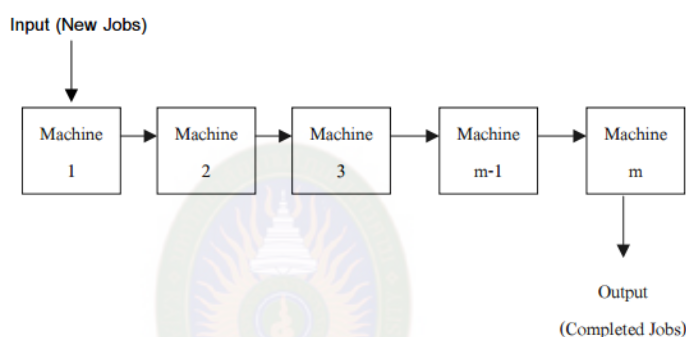 Input (New Jobs)
Machine
1
Machine
2
Machine
3
Machine
m-1
Machine
m
Output
(Completed Jobs)